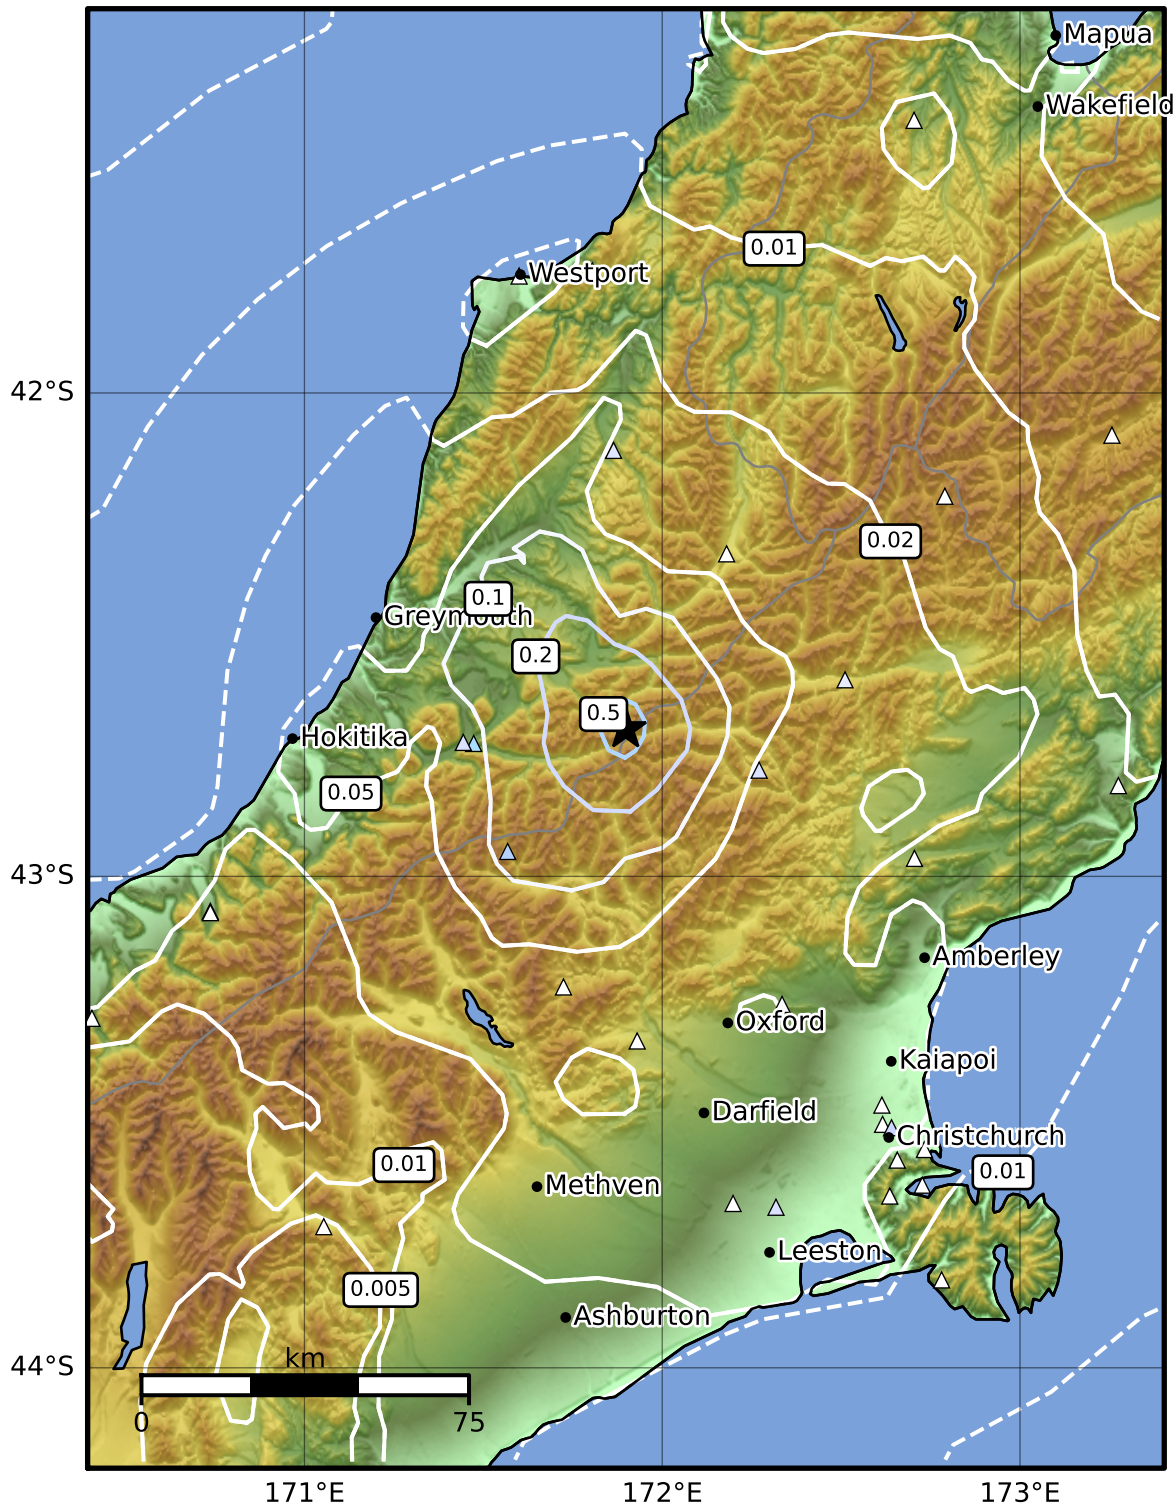 Mapua
Wakefield
0.01
Westport
42°S
0.02
0.1
Greymouth
0.2
0.5
Hokitika
0.05
43°S
Amberley
Oxford
Kaiapoi
Darfield
Christchurch
0.01
0.01
Methven
Leeston
0.005
Ashburton
km
44°S
0
75
171°E
172°E
173°E